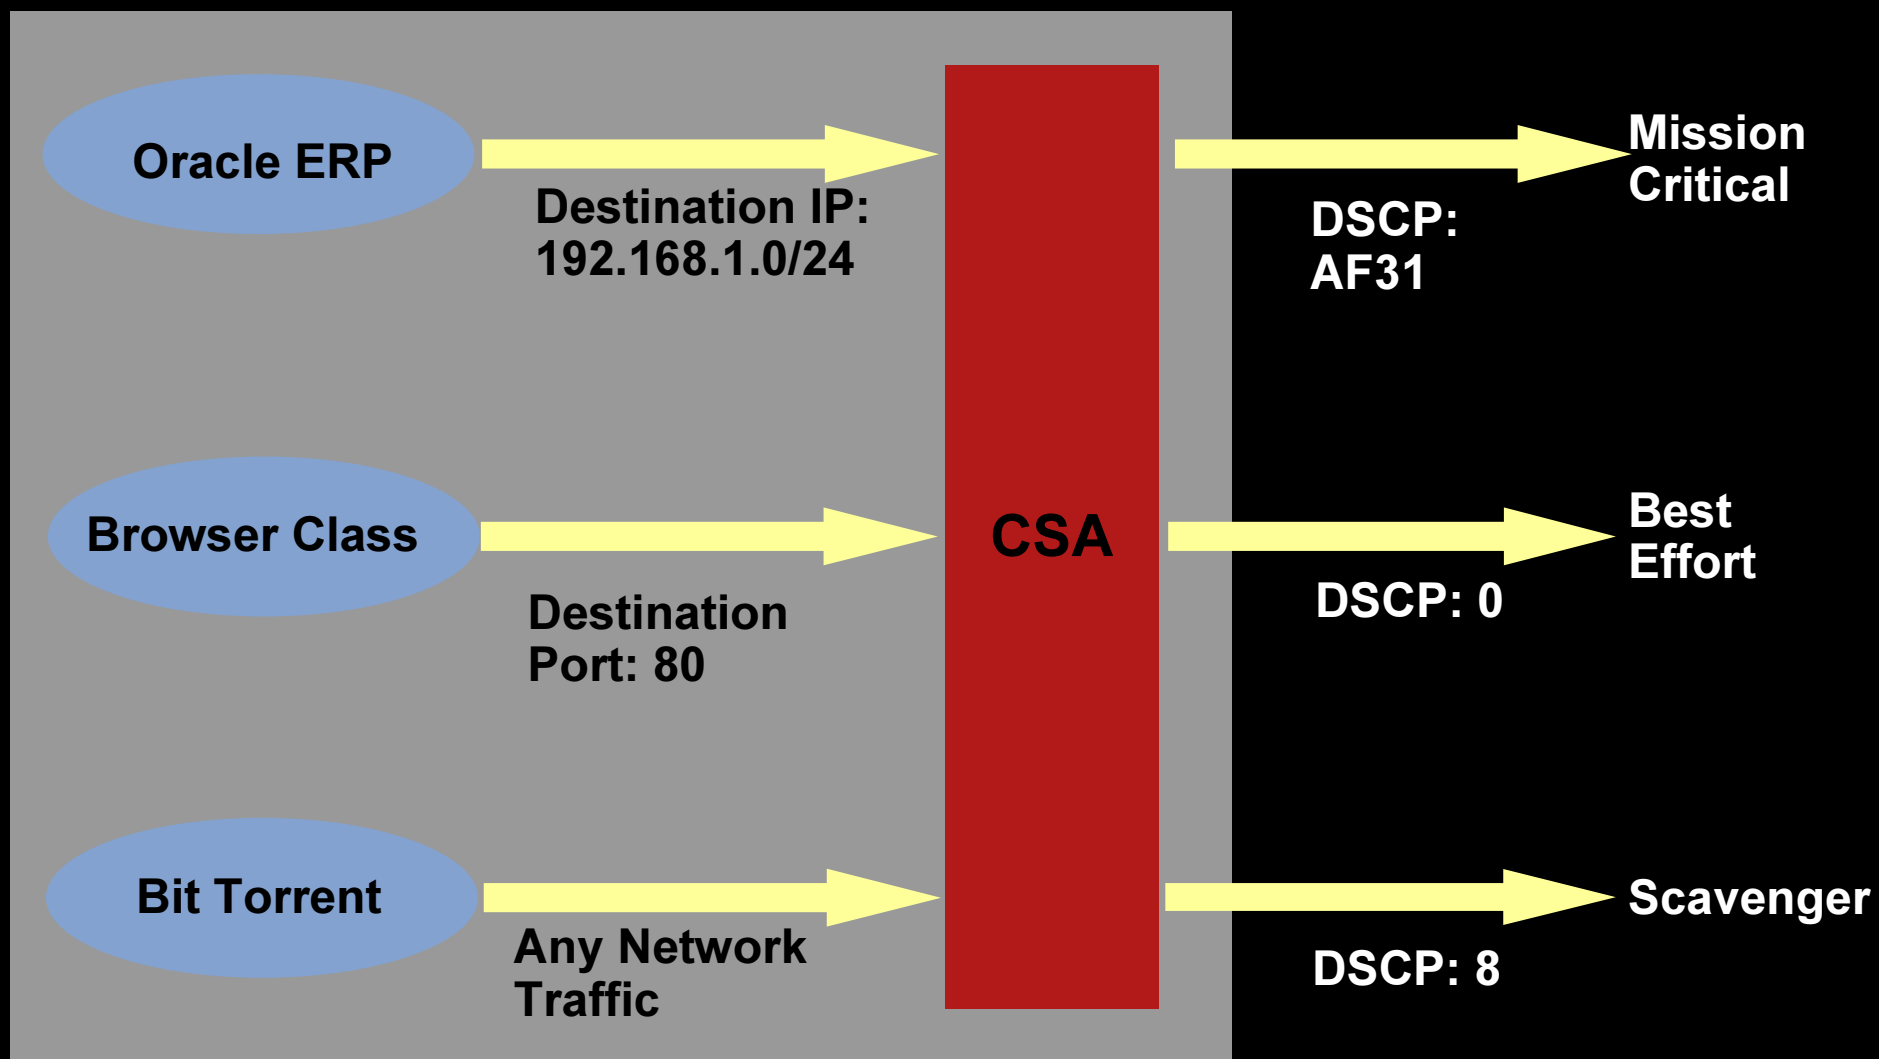 Oracle ERP
Destination IP:
192.168.1.0/24
DSCP:
AF31
Mission
Critical
Browser Class
Destination
Port: 80
CSA
DSCP: 0
Best
Effort
Bit Torrent
Any Network
Traffic
DSCP: 8
Scavenger